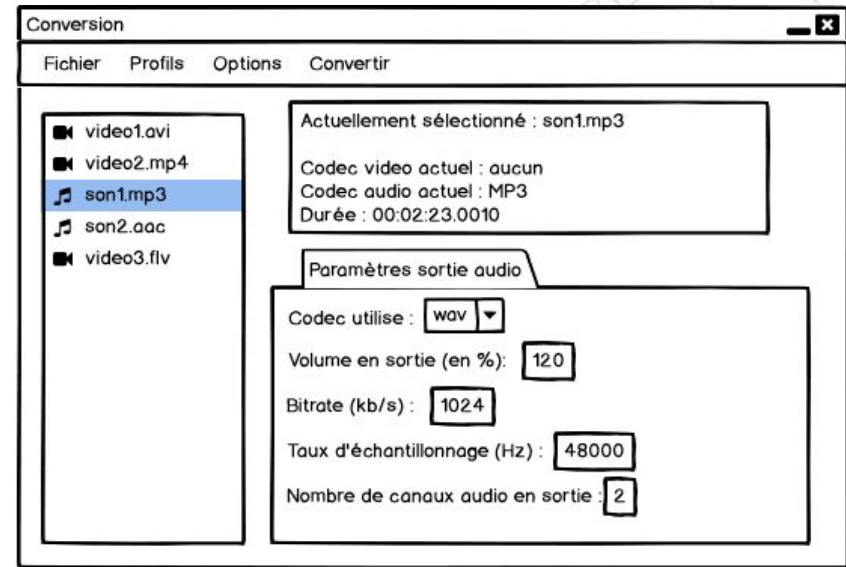 Conversion
Fichier Profils Options Convertir
video1.avi
video2.mp4
son1.mp3
son2.aac
video3.flv
Actuellement sélectionné : son1.mp3
Codec video actuel : aucun
Codec audio actuel : MP3
Durée : 00:02:23.0010
Paramètres sortie audio
Codec utilise : wav
Volume en sortie (en %): 120
Bitrate (kb/s) : 1024
Taux d'échantillonnage (Hz) : 48000
Nombre de canaux audio en sortie : 2